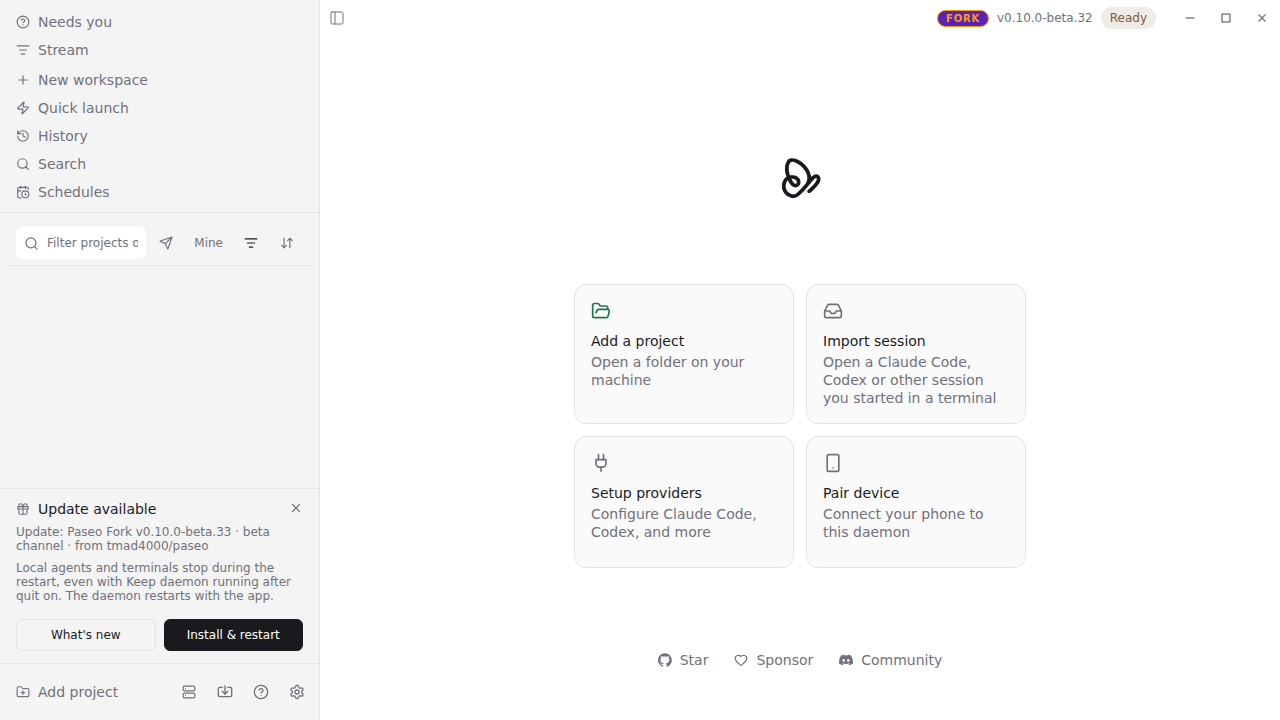 Needs you
Stream
New workspace
Quick launch
History
Search
Schedules
Filter projects o
Mine
Update available
Update: Paseo Fork v0.10.0-beta.33 · beta
channel · from tmad4000/paseo
Local agents and terminals stop during the
restart, even with Keep daemon running after
quit on. The daemon restarts with the app.
What's new
Install & restart
Add project
FORK
v0.10.0-beta.32
Ready
Add a project
Open a folder on your
machine
Import session
Open a Claude Code,
Codex or other session
you started in a terminal
Setup providers
Configure Claude Code,
Codex, and more
Pair device
Connect your phone to
this daemon
Star
Sponsor
Community